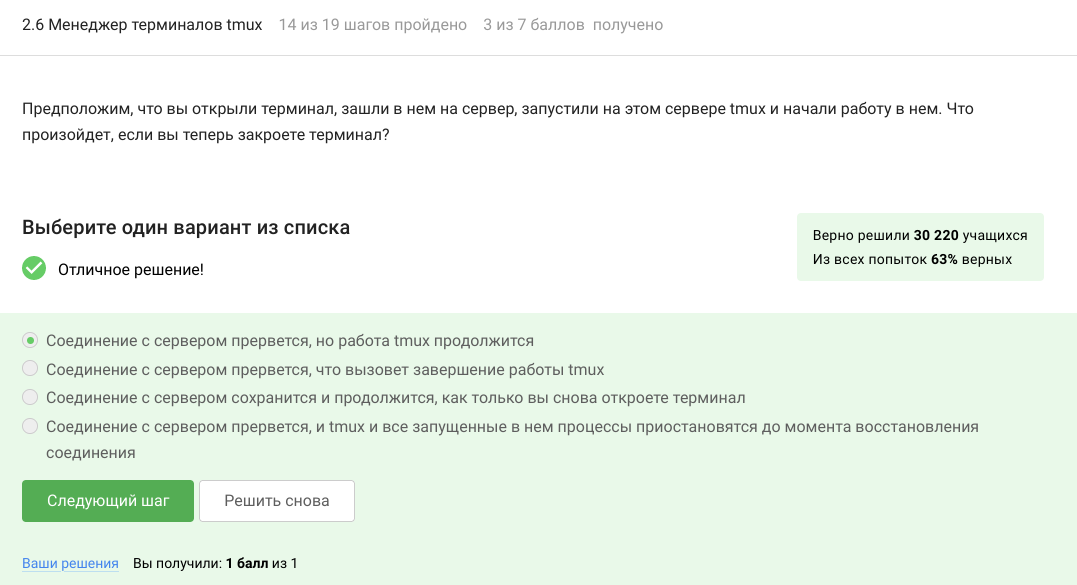 2.6 Менеджер терминалов tmux 14 из 19 шагов пройдено 3 из 7 баллов получено
Предположим, что вы открыли терминал, зашли в нем на сервер, запустили на этом сервере tmux и начали работу в нем. Что
произойдет, если вы теперь закроете терминал?
Выберите один вариант из списка
Отличное решение!
Верно решили 30 220 учащихся
Из всех попыток 63% верных
Соединение с сервером прервется, но работа tmux продолжится
Соединение с сервером прервется, что вызовет завершение работы tmux
Соединение с сервером сохранится и продолжится, как только вы снова откроете терминал
Соединение с сервером прервется, и tmux и все запущенные в нем процессы приостановятся до момента восстановления
соединения
Следующий шаг Решить снова
Ваши решения Вы получили: 1 балл из 1